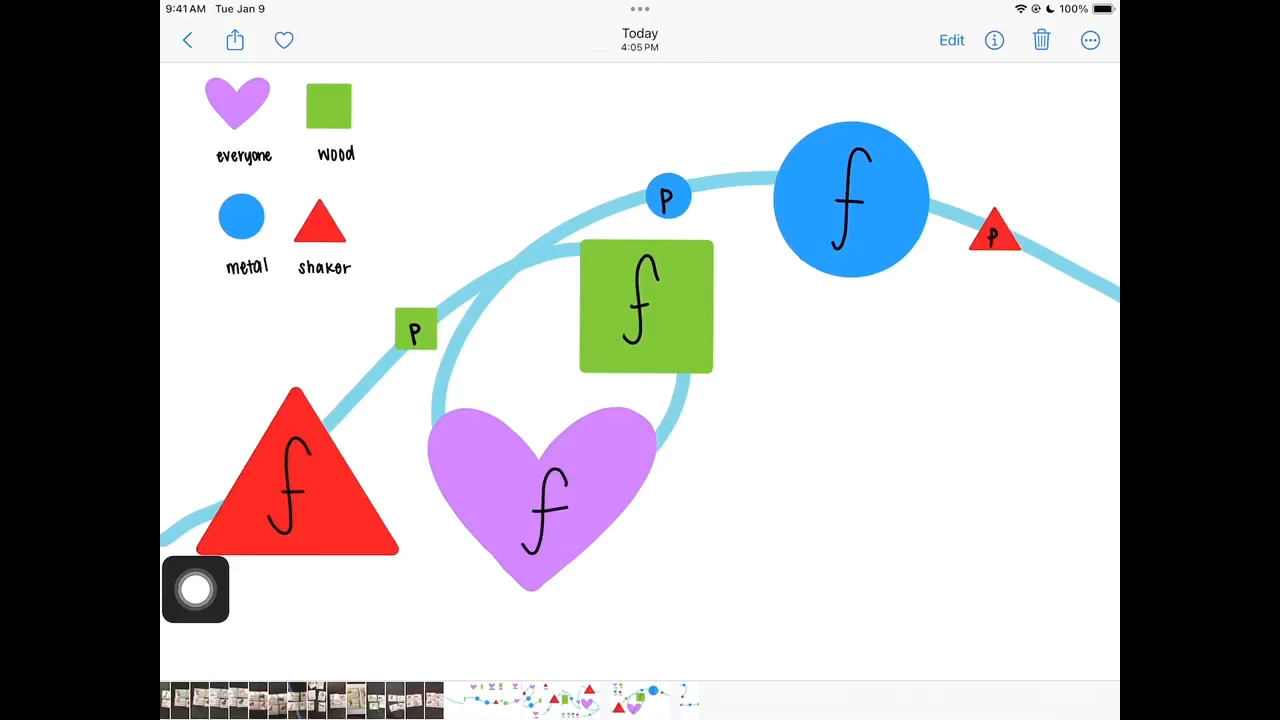 9:41 AM Tue Jan 9
100%
Today
4:05 PM
Edit
everyone
wood
metal
shaker
p
f
p
f
p
f
f